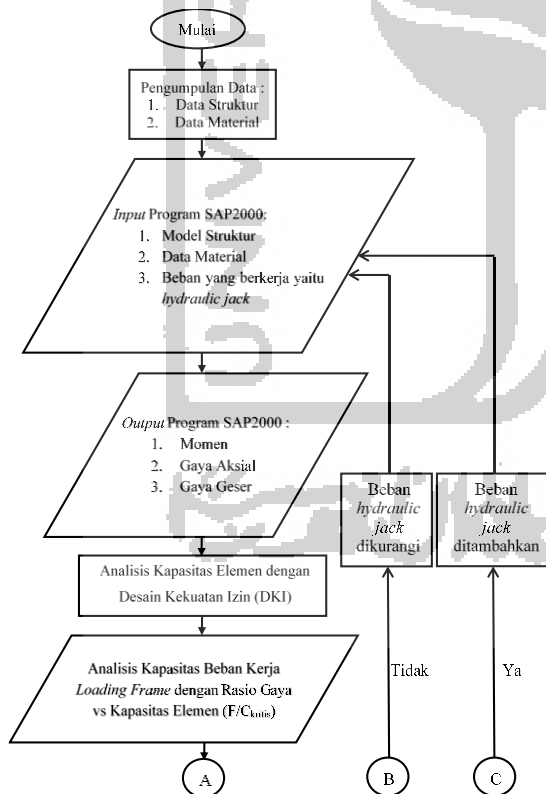 Mulai
Pengumpulan Data :
1. Data Struktur
2. Data Material
Input Program SAP2000:
1. Model Struktur
2. Data Material
3. Beban yang berkerja yaitu
hydraulic jack
Output Program SAP2000 :
1. Momen
2. Gaya Aksial
3. Gaya Geser
Beban
hydraulic
jack
dikurangi
Beban
hydraulic
jack
ditambahkan
Analisis Kapasitas Elemen dengan
Desain Kekuatan Izin (DKI)
Analisis Kapasitas Beban Kerja
Loading Frame dengan Rasio Gaya
vs Kapasitas Elemen (F/Ckritis)
Tidak
Ya
A
B
C